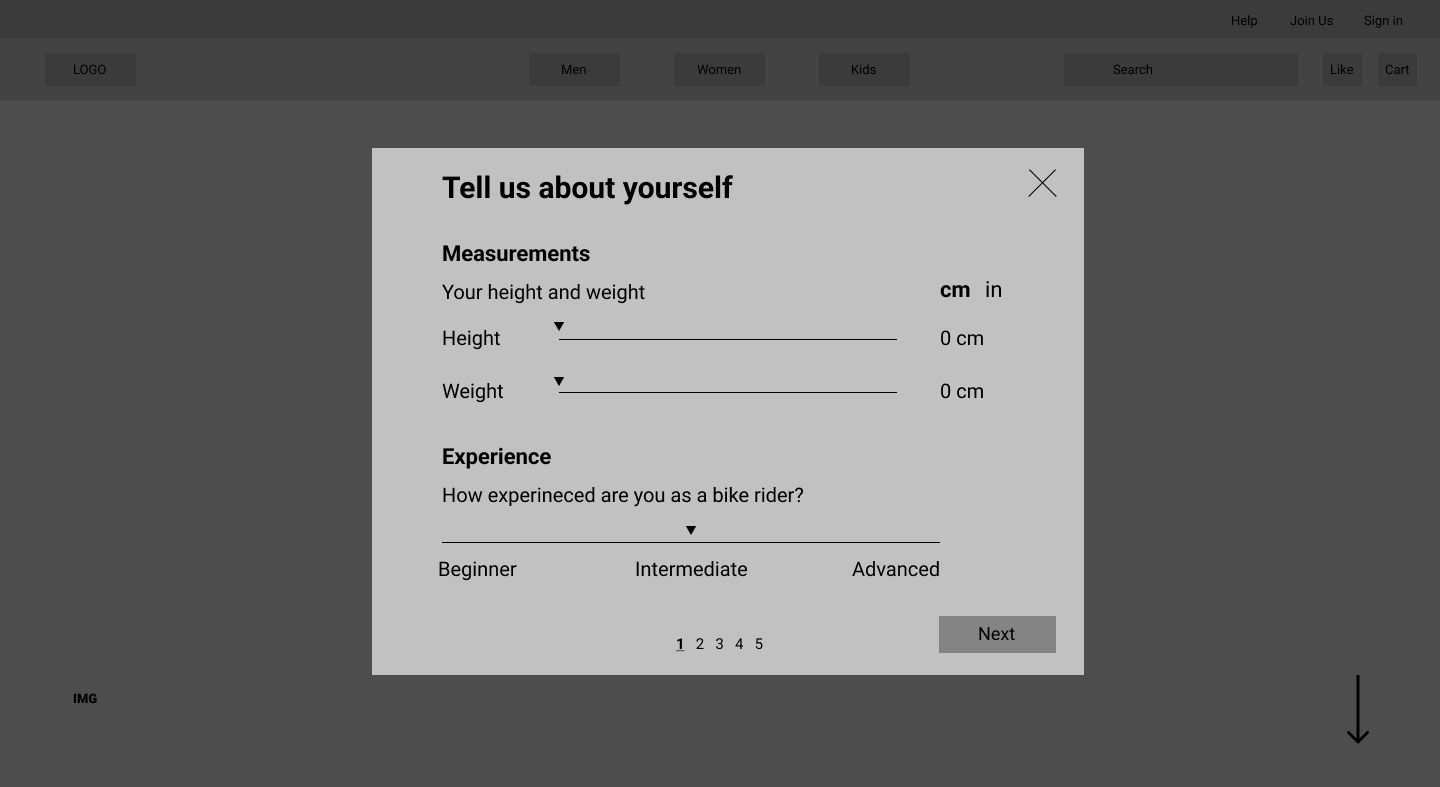 Help Join Us Sign in
LOGO Men Women Kids Search Like Cart
Tell us about yourself
Measurements
Your height and weight cm in
Height 0 cm
Weight 0 cm
Experience
How experineced are you as a bike rider?
Beginner Intermediate Advanced
Next
1 2 3 4 5
IMG